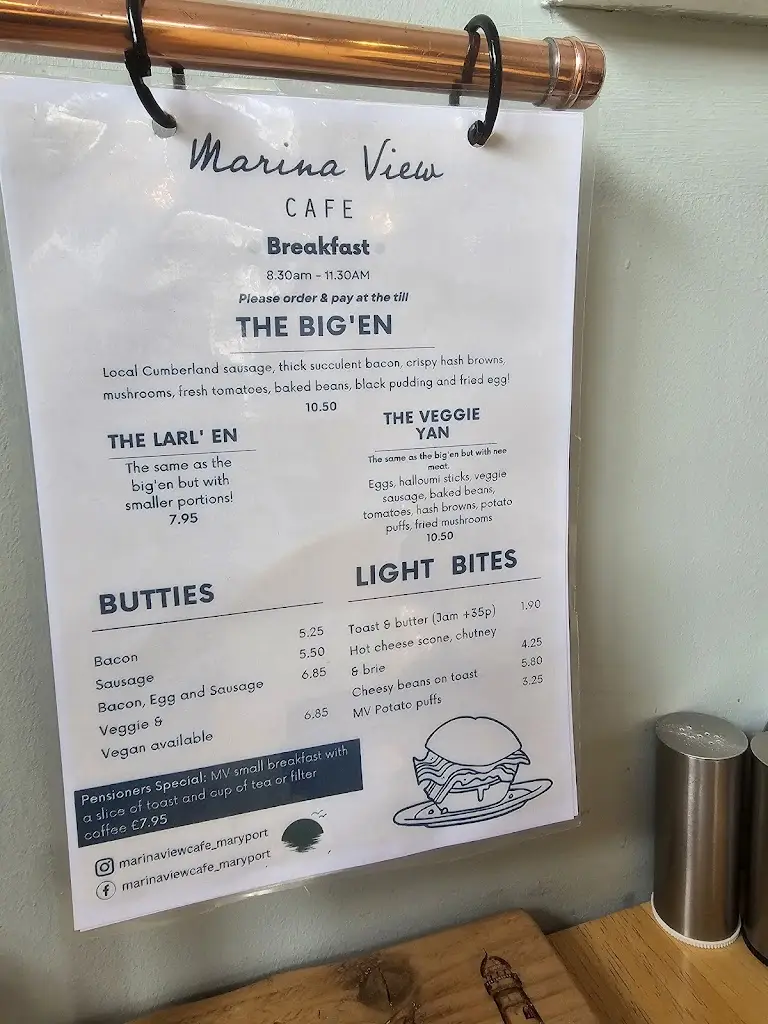 Marina View
CAFE
Breakfast
8.30am - 11.30AM
Please order & pay at the till
THE BIG'EN
Local Cumberland sausage, thick succulent bacon, crispy hash browns,
mushrooms, fresh tomatoes, baked beans, black pudding and fried egg!
10.50
THE LARL' EN
The same as the
big'en but with
smaller portions!
7.95
THE VEGGIE
YAN
The same as the big'en but with nee
meat.
Eggs, halloumi sticks, veggie
sausage, baked beans,
tomatoes, hash browns, potato
puffs, fried mushrooms
10.50
BUTTIES
Bacon 5.25
Sausage 5.50
Bacon, Egg and Sausage 6.85
Veggie &
Vegan available 6.85
LIGHT BITES
Toast & butter (Jam +35p) 1.90
Hot cheese scone, chutney
& brie 4.25
Cheesy beans on toast 5.80
MV Potato puffs 3.25
Pensioners Special: MV small breakfast with
a slice of toast and cup of tea or filter
coffee £7.95
marinaviewcafe_maryport
marinaviewcafe_maryport